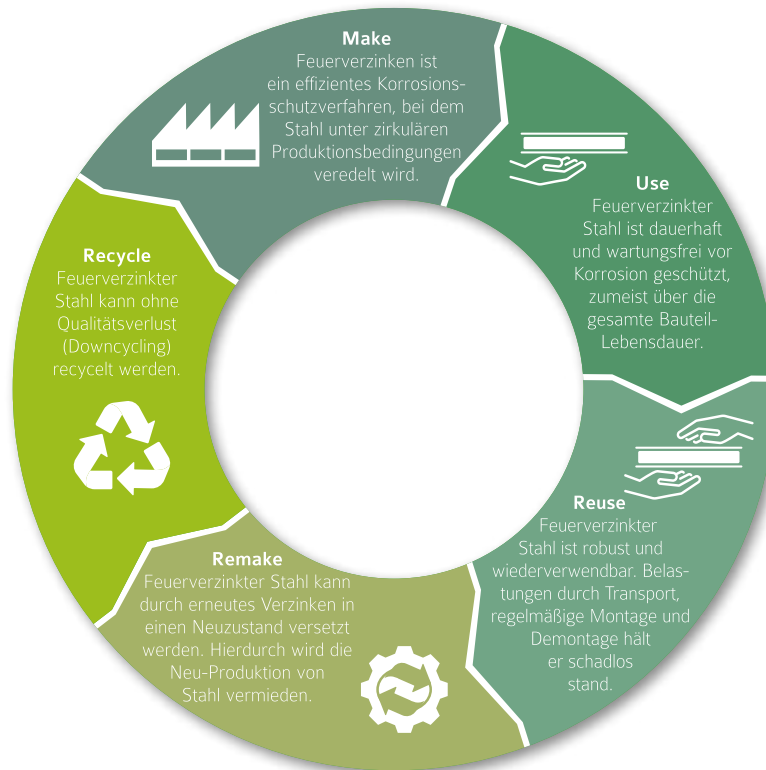 Make
Feuerverzinken ist
ein effizientes Korrosions-
schutzverfahren, bei dem
Stahl unter zirkulären
Produktionsbedingungen
veredelt wird.
Use
Feuerverzinkter
Stahl ist dauerhaft
und wartungsfrei vor
Korrosion geschützt,
zumeist über die
gesamte Bauteil-
Lebensdauer.
Reuse
Feuerverzinkter
Stahl ist robust und
wiederverwendbar. Belas-
tungen durch Transport,
regelmäßige Montage und
Demontage hält
er schadlos
stand.
Remake
Feuerverzinkter Stahl kann
durch erneutes Verzinken in
einen Neuzustand versetzt
werden. Hierdurch wird die
Neu-Produktion von
Stahl vermieden.
Recycle
Feuerverzinkter
Stahl kann ohne
Qualitätsverlust
(Downcycling)
recycelt werden.